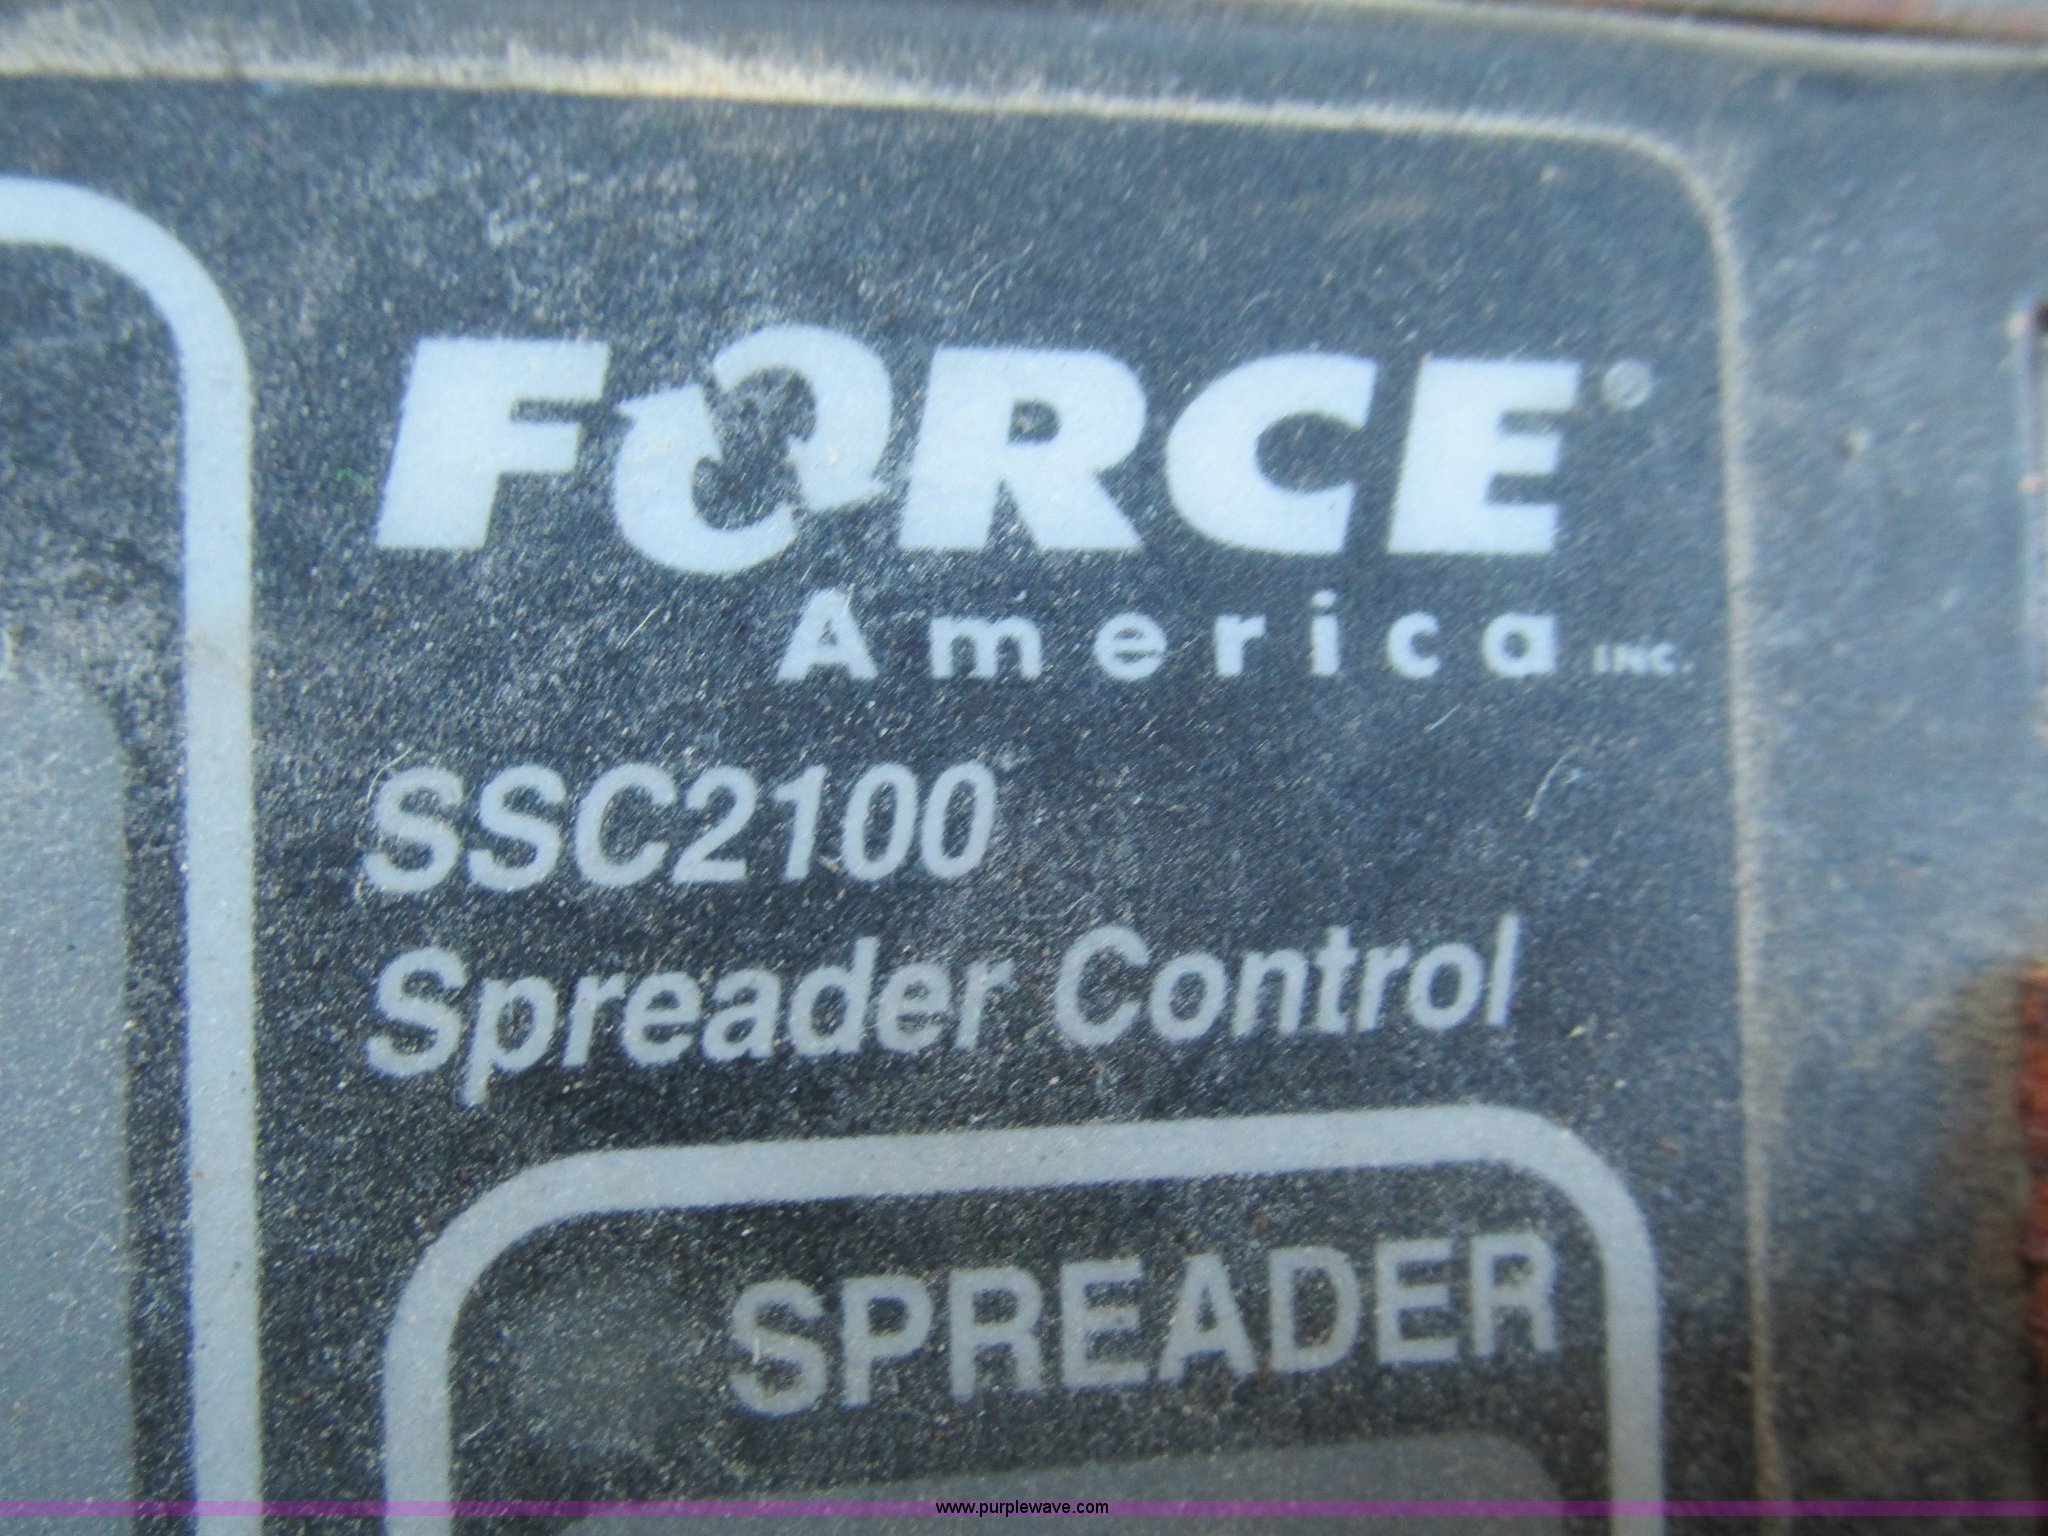 FORCE®
America INC.
SSC2100
Spreader Control
SPREADER
www.purplewave.com